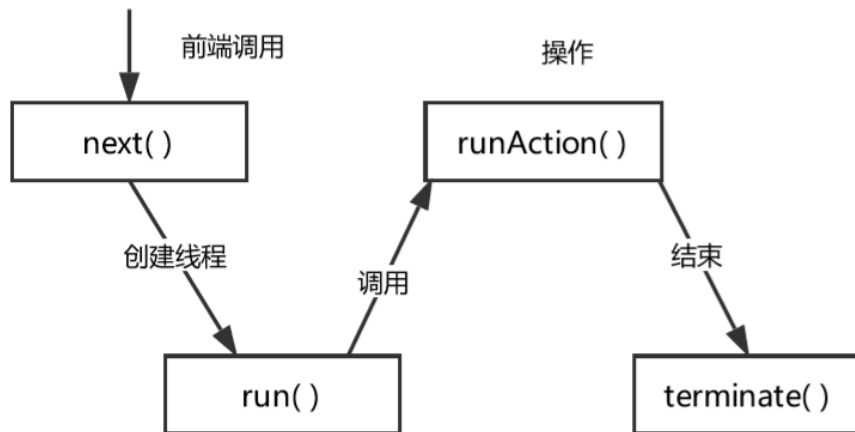 前端调用
操作
next( )
runAction( )
创建线程
调用
结束
run( )
terminate( )